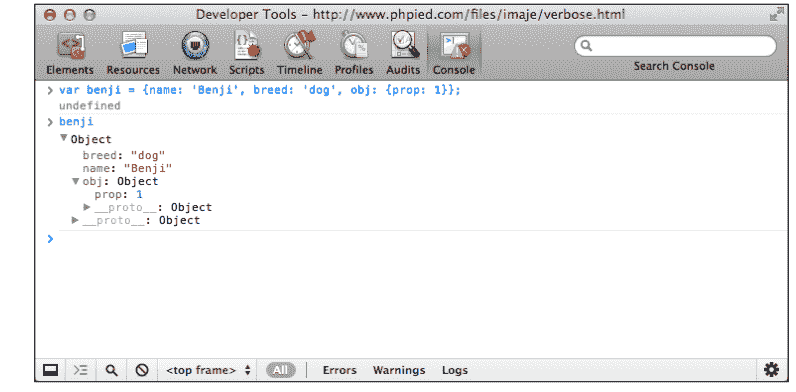 Developer Tools - http://www.phpied.com/files/imaje/verbose.html
Elements Resources Network Scripts Timeline Profiles Audits Console
Search Console
> var benji = {name: 'Benji', breed: 'dog', obj: {prop: 1}};
undefined
> benji
▼Object
breed: "dog"
name: "Benji"
▼obj: Object
prop: 1
▶__proto__: Object
▶__proto__: Object
>
<top frame> All Errors Warnings Logs